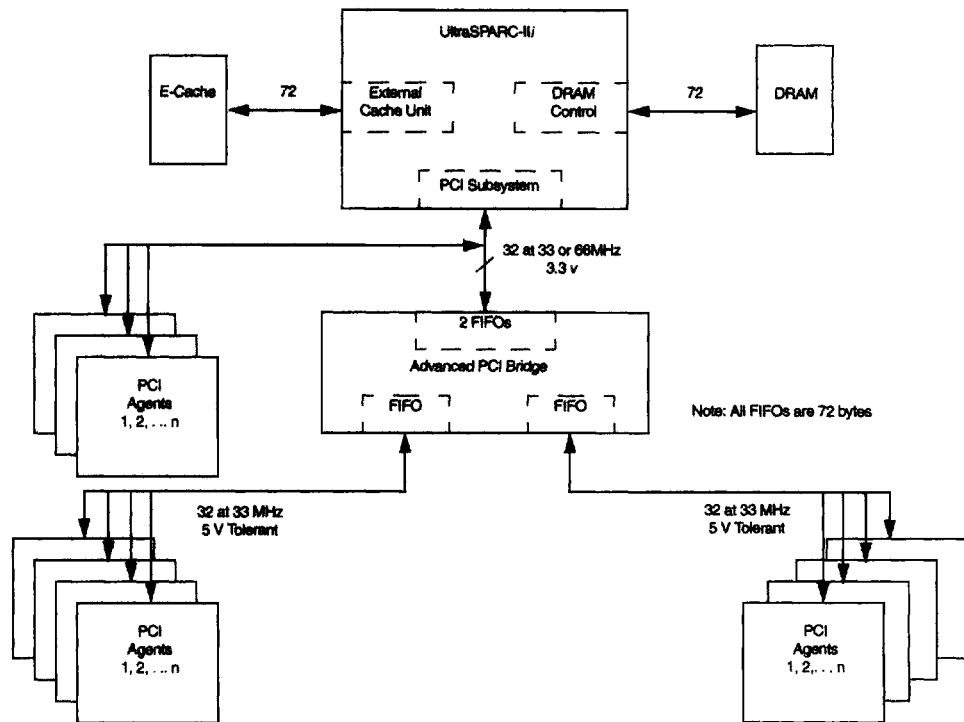 UltraSPARC-IIi
E-Cache
72
External
Cache Unit
DRAM
Control
72
DRAM
PCI Subsystem
32 at 33 or 66MHz
3.3 v
2 FIFOs
Advanced PCI Bridge
FIFO
FIFO
Note: All FIFOs are 72 bytes
PCI
Agents
1, 2, . . . n
32 at 33 MHz
5 V Tolerant
32 at 33 MHz
5 V Tolerant
PCI
Agents
1, 2, . . . n
PCI
Agents
1, 2, . . . n